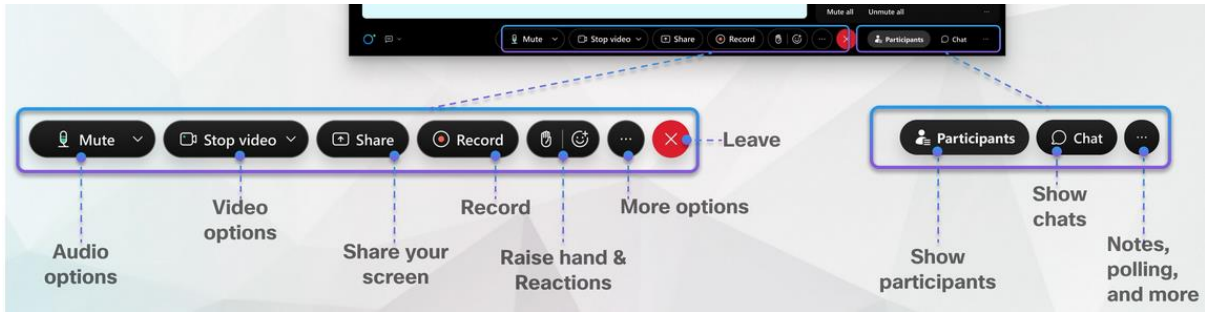 Mute all Unmute all
Mute Stop video Share Record Participants Chat
Mute Stop video Share Record Leave
Participants Chat
Video
options
Record
More options
Show
chats
Audio
options
Share your
screen
Raise hand &
Reactions
Show
participants
Notes,
polling,
and more